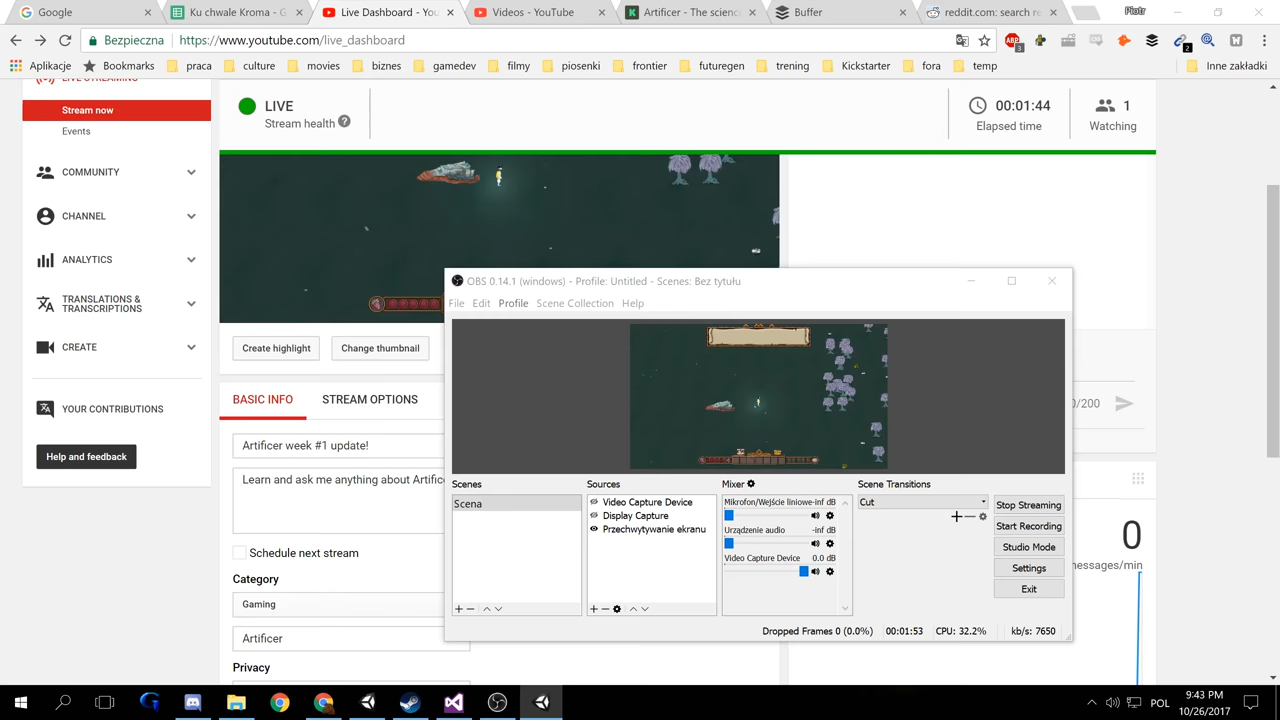 Google
Ku chwale Kroma - G
Live Dashboard - You
Videos - YouTube
Artificer - The science
Buffer
reddit.com: search re
Piotr
Bezpieczna
https://www.youtube.com/live_dashboard
ABP
3
2
Aplikacje
Bookmarks
praca
culture
movies
biznes
gamedev
filmy
piosenki
frontier
futuregen
trening
Kickstarter
fora
temp
Inne zakładki
LIVE STREAMING
Stream now
Events
COMMUNITY
CHANNEL
ANALYTICS
TRANSLATIONS &
TRANSCRIPTIONS
CREATE
YOUR CONTRIBUTIONS
Help and feedback
LIVE
Stream health ?
00:01:44
Elapsed time
1
Watching
Create highlight
Change thumbnail
BASIC INFO
STREAM OPTIONS
Artificer week #1 update!
Learn and ask me anything about Artific
Schedule next stream
Category
Gaming
Artificer
Privacy
0/200
0
messages/min
OBS 0.14.1 (windows) - Profile: Untitled - Scenes: Bez tytułu
File
Edit
Profile
Scene Collection
Help
Scenes
Scena
Sources
Video Capture Device
Display Capture
Przechwytywanie ekranu
Mixer
Mikrofon/Wejście liniowe -inf dB
Urządzenie audio
-inf dB
Video Capture Device
0.0 dB
Scene Transitions
Cut
Stop Streaming
Start Recording
Studio Mode
Settings
Exit
Dropped Frames 0 (0.0%)
00:01:53
CPU: 32.2%
kb/s: 7650
POL
9:43 PM
10/26/2017